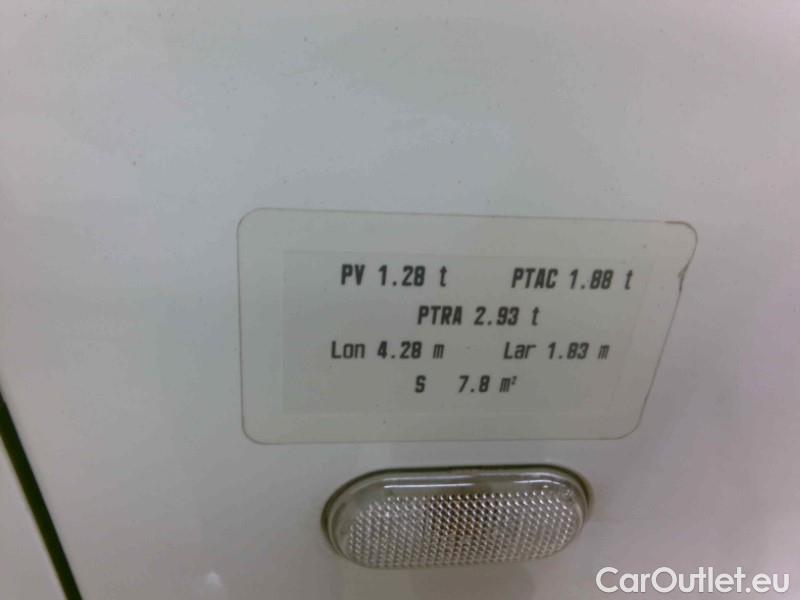 PV 1.28 t PTAC 1.88 t
PTRA 2.93 t
Lon 4.28 m Lar 1.83 m
S 7.8 m²
CarOutlet.eu